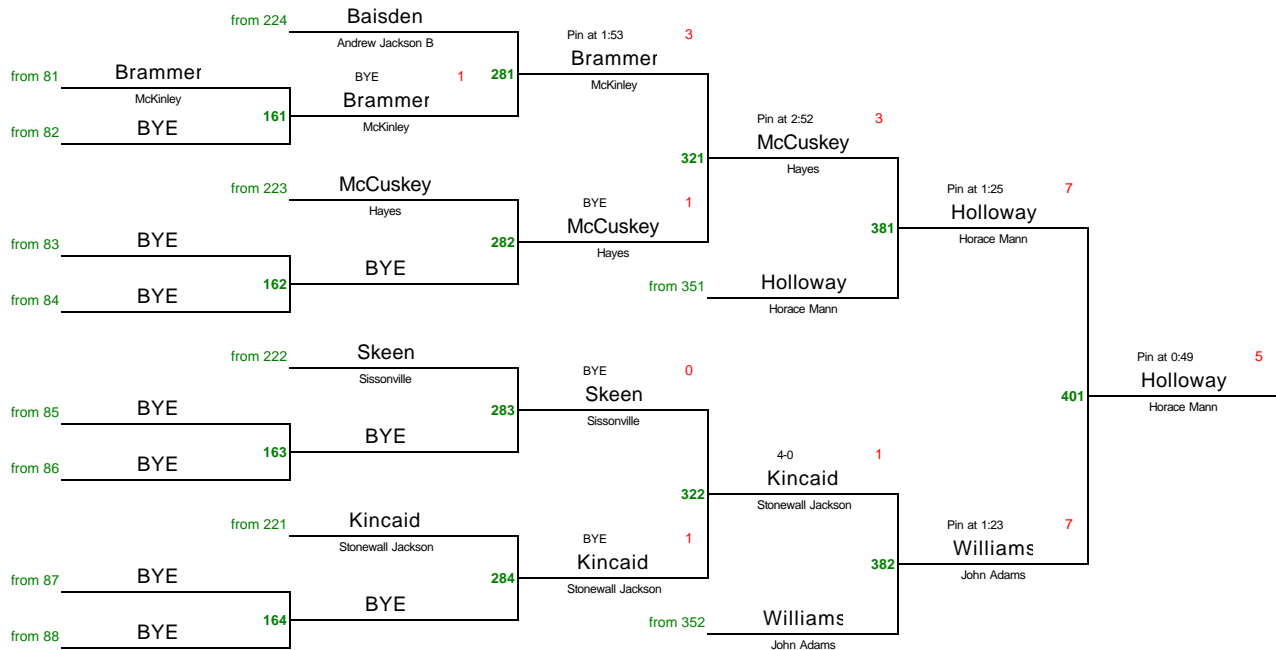 from 224
Baisden
Andrew Jackson B
Pin at 1:53
3
from 81
Brammer
McKinley
BYE
1
281
Brammer
McKinley
Brammer
McKinley
161
from 82
BYE
Pin at 2:52
3
McCuskey
Hayes
321
from 223
McCuskey
Hayes
BYE
1
Pin at 1:25
7
McCuskey
Hayes
Holloway
Horace Mann
381
from 83
BYE
282
162
BYE
from 84
BYE
from 351
Holloway
Horace Mann
from 222
Skeen
Sissonville
BYE
0
Pin at 0:49
5
Skeen
Sissonville
Holloway
Horace Mann
401
from 85
BYE
283
163
BYE
from 86
BYE
4-0
1
Kincaid
Stonewall Jackson
322
from 221
Kincaid
Stonewall Jackson
BYE
1
Pin at 1:23
7
Kincaid
Stonewall Jackson
Williams
John Adams
382
from 87
BYE
284
164
BYE
from 88
BYE
from 352
Williams
John Adams